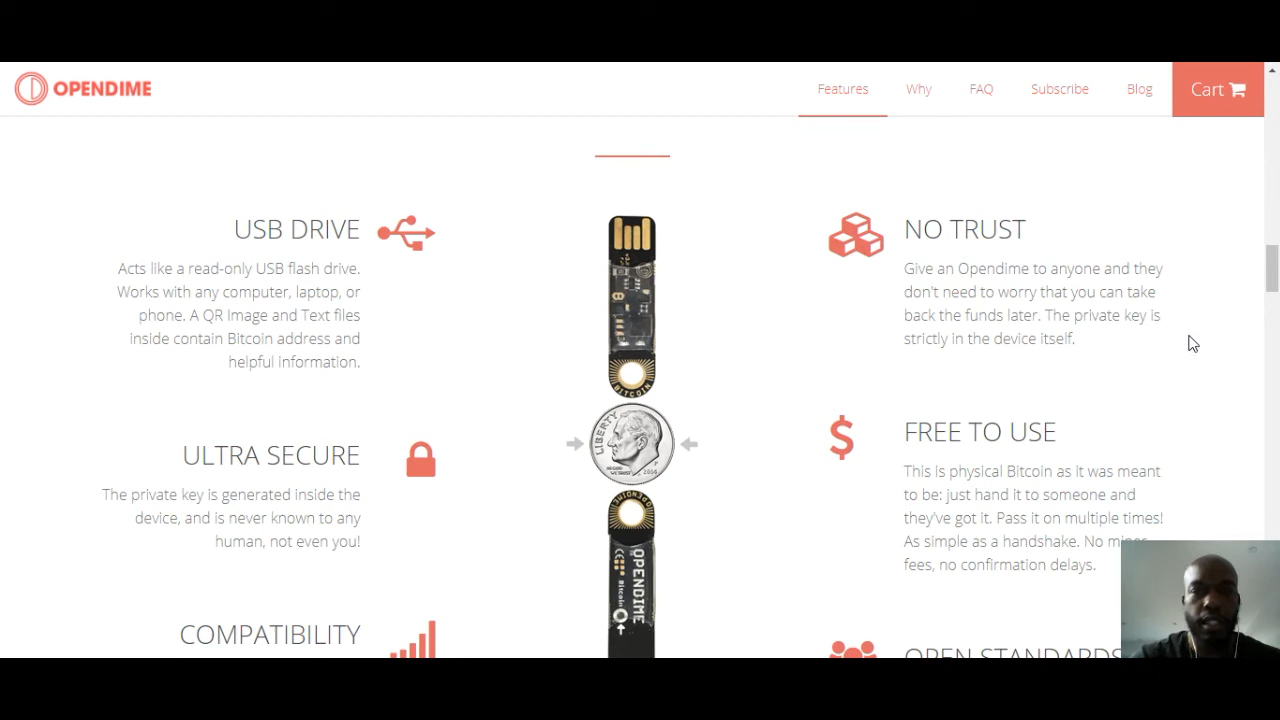 OPENDIME
Features
Why
FAQ
Subscribe
Blog
Cart
USB DRIVE
Acts like a read-only USB flash drive.
Works with any computer, laptop, or
phone. A QR Image and Text files
inside contain Bitcoin address and
helpful information.
ULTRA SECURE
The private key is generated inside the
device, and is never known to any
human, not even you!
COMPATIBILITY
BITCOIN
LIBERTY
OPENDIME
OPENDIME
Bitcoin
NO TRUST
Give an Opendime to anyone and they
don't need to worry that you can take
back the funds later. The private key is
strictly in the device itself.
FREE TO USE
This is physical Bitcoin as it was meant
to be: just hand it to someone and
they've got it. Pass it on multiple times!
As simple as a handshake. No miner
fees, no confirmation delays.
OPEN STANDARDS